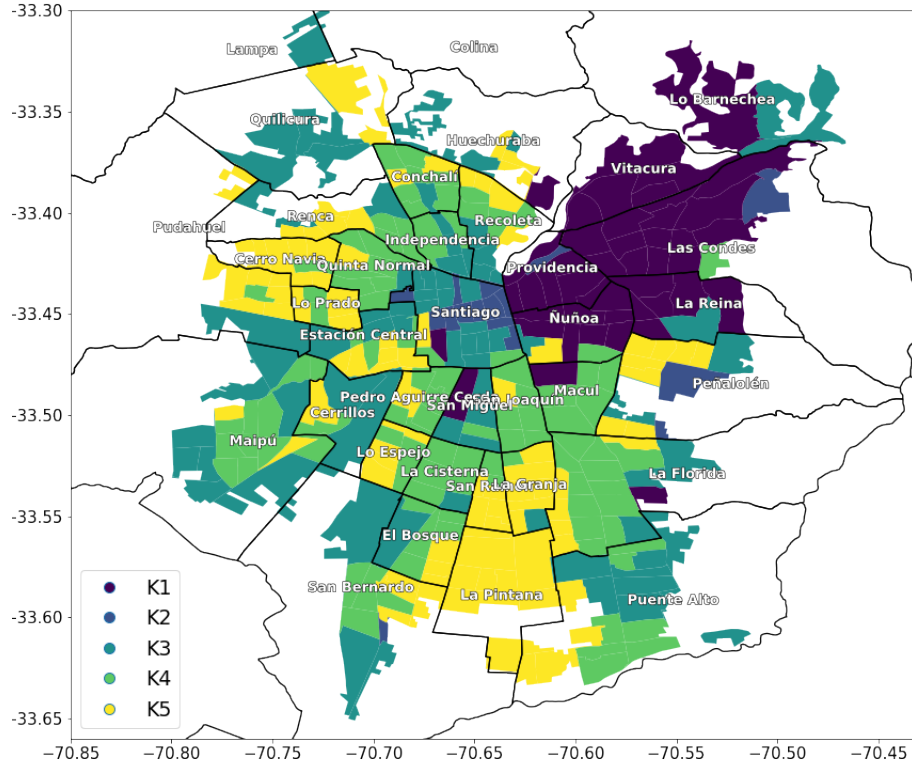 −33.30
−33.35
−33.40
−33.45
−33.50
−33.55
−33.60
−33.65
Lampa
Colina
Quilicura
Huechuraba
Lo Barnechea
Conchalí
Vitacura
Renca
Recoleta
Pudahuel
Independencia
Las Condes
Cerro Navia
Quinta Normal
Providencia
Lo Prado
Santiago
La Reina
Estación Central
Ñuñoa
Peñalolén
Pedro Aguirre Cerda
San Miguel
San Joaquín
Macul
Cerrillos
Maipú
Lo Espejo
La Cisterna
San Ramón
La Granja
La Florida
El Bosque
San Bernardo
La Pintana
Puente Alto
K1
K2
K3
K4
K5
−70.85 −70.80 −70.75 −70.70 −70.65 −70.60 −70.55 −70.50 −70.45